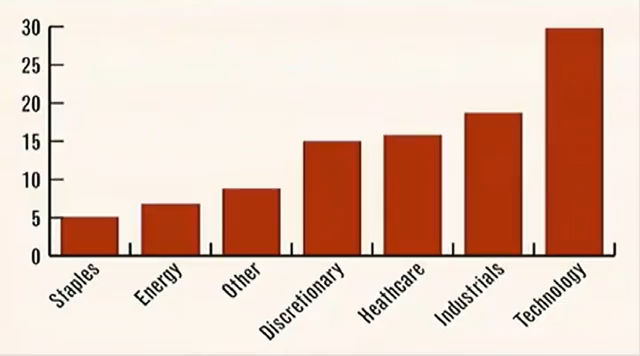 30
25
20
15
10
5
0
Staples
Energy
Other
Discretionary
Heathcare
Industrials
Technology